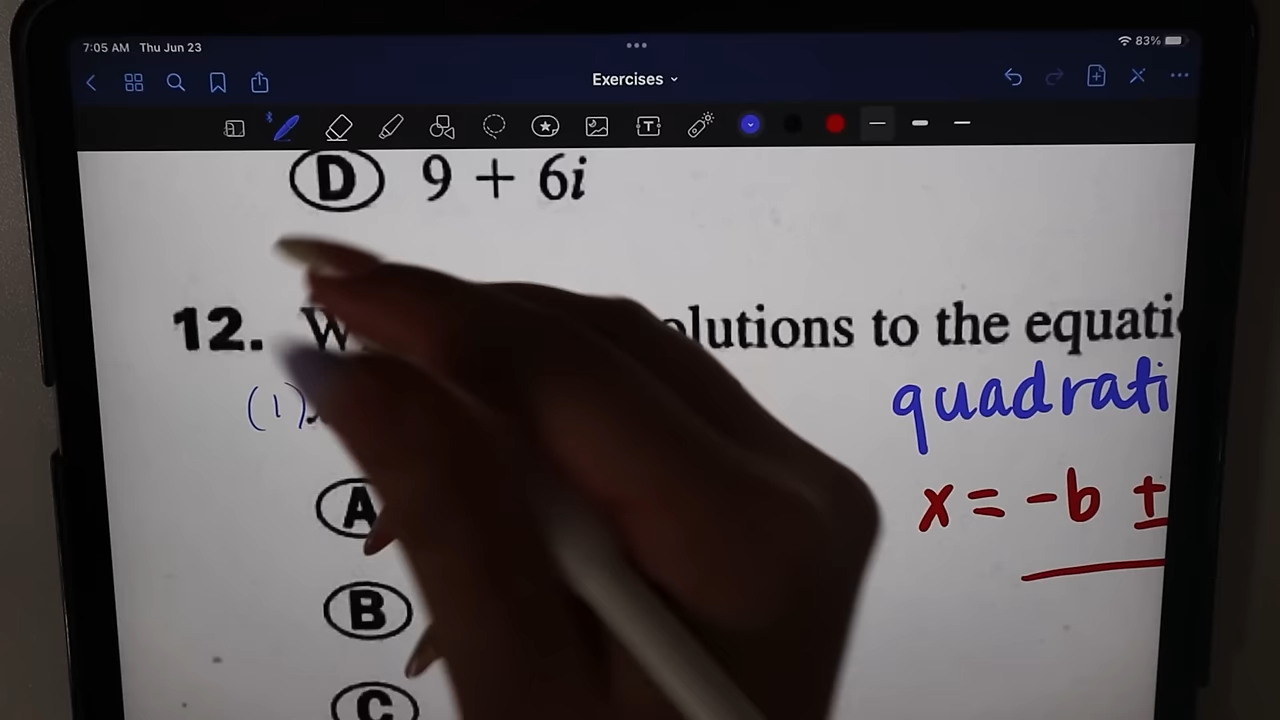 7:05 AM Thu Jun 23
83%
Exercises
T
D 9 + 6i
12. olutions to the equati
(1)
quadrati
x = -b ±
A
B
C